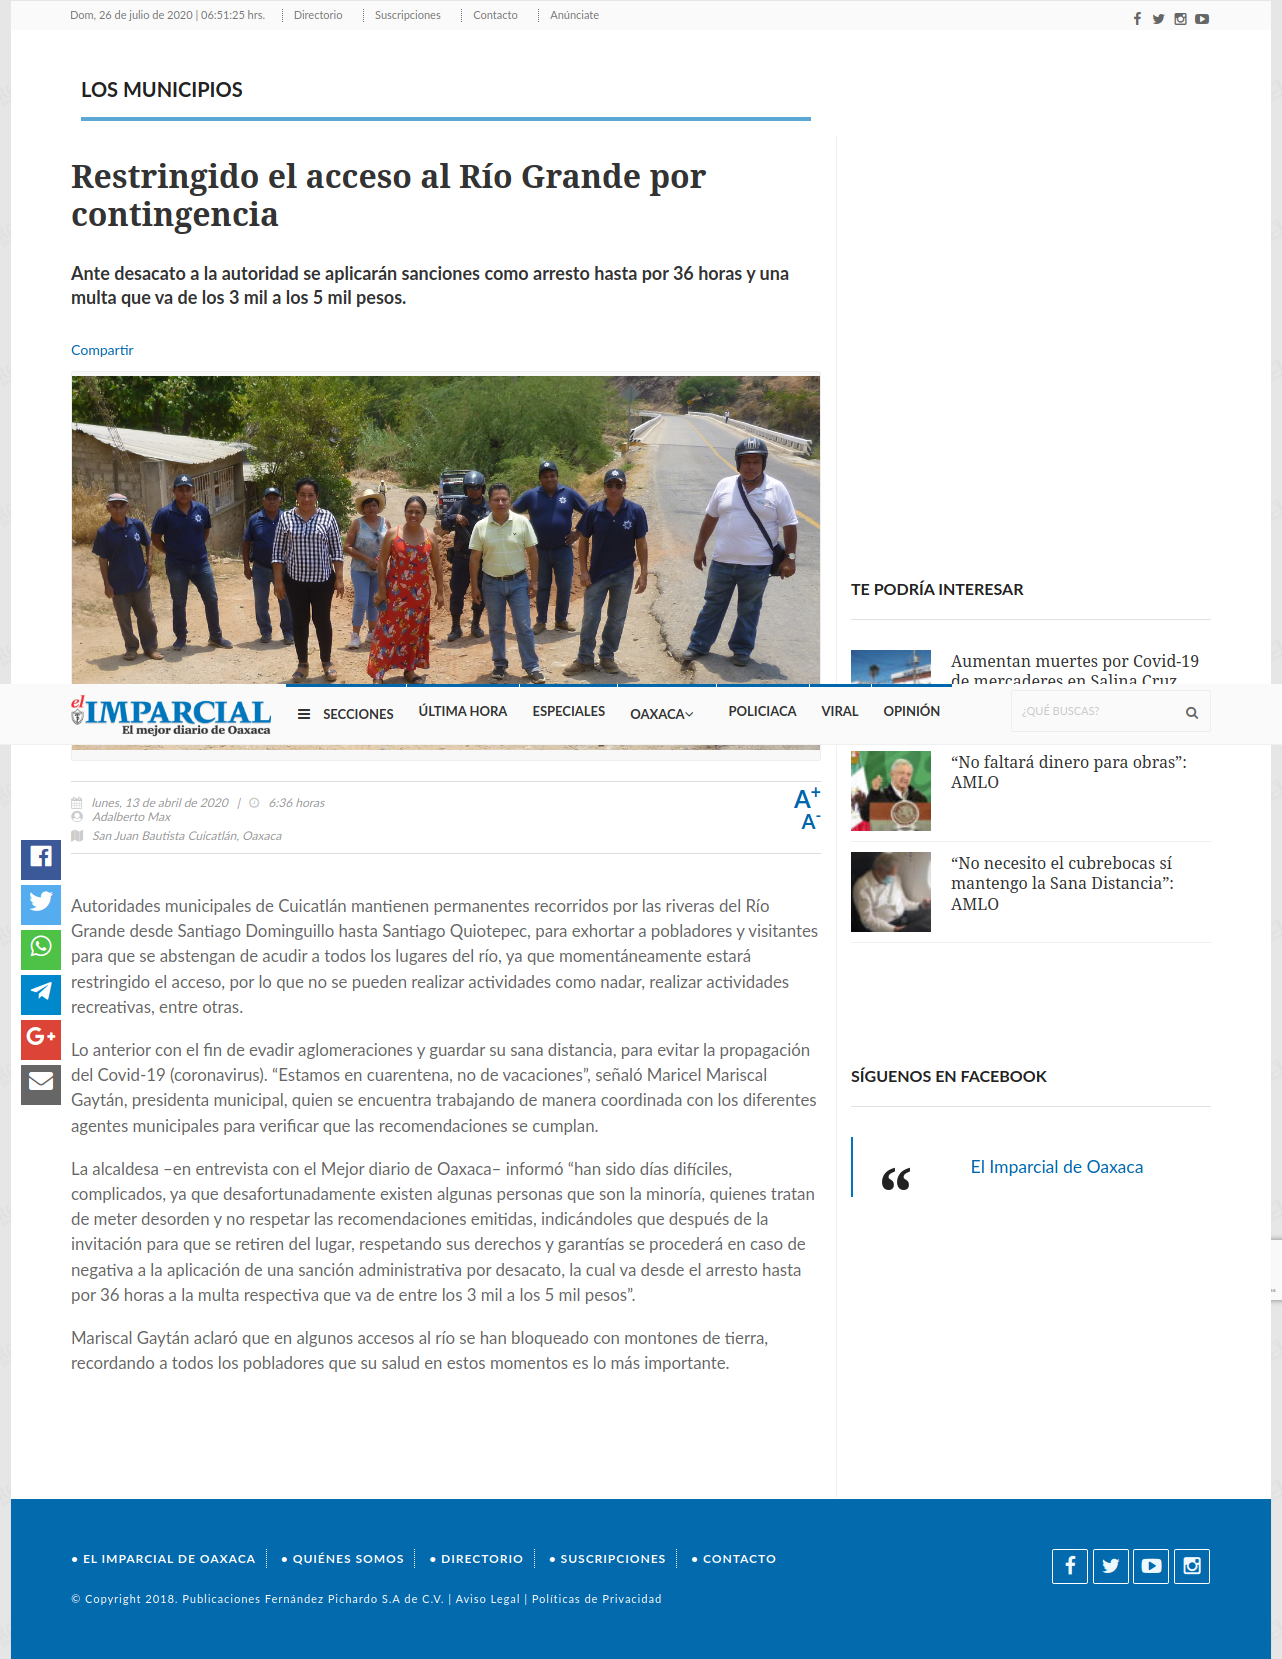 Dom, 26 de julio de 2020 | 06:51:25 hrs.
Directorio
Suscripciones
Contacto
Anúnciate
LOS MUNICIPIOS
Restringido el acceso al Río Grande por
contingencia
Ante desacato a la autoridad se aplicarán sanciones como arresto hasta por 36 horas y una
multa que va de los 3 mil a los 5 mil pesos.
Compartir
TE PODRÍA INTERESAR
Aumentan muertes por Covid-19
de mercaderes en Salina Cruz
el IMPARCIAL
El mejor diario de Oaxaca
SECCIONES
ÚLTIMA HORA
ESPECIALES
OAXACA
POLICIACA
VIRAL
OPINIÓN
¿QUÉ BUSCAS?
“No faltará dinero para obras”:
AMLO
“No necesito el cubrebocas sí
mantengo la Sana Distancia”:
AMLO
lunes, 13 de abril de 2020 | 6:36 horas
Adalberto Max
San Juan Bautista Cuicatlán, Oaxaca
A+
A-
Autoridades municipales de Cuicatlán mantienen permanentes recorridos por las riveras del Río
Grande desde Santiago Dominguillo hasta Santiago Quiotepec, para exhortar a pobladores y visitantes
para que se abstengan de acudir a todos los lugares del río, ya que momentáneamente estará
restringido el acceso, por lo que no se pueden realizar actividades como nadar, realizar actividades
recreativas, entre otras.
Lo anterior con el fin de evadir aglomeraciones y guardar su sana distancia, para evitar la propagación
del Covid-19 (coronavirus). “Estamos en cuarentena, no de vacaciones”, señaló Maricel Mariscal
Gaytán, presidenta municipal, quien se encuentra trabajando de manera coordinada con los diferentes
agentes municipales para verificar que las recomendaciones se cumplan.
La alcaldesa –en entrevista con el Mejor diario de Oaxaca– informó “han sido días difíciles,
complicados, ya que desafortunadamente existen algunas personas que son la minoría, quienes tratan
de meter desorden y no respetar las recomendaciones emitidas, indicándoles que después de la
invitación para que se retiren del lugar, respetando sus derechos y garantías se procederá en caso de
negativa a la aplicación de una sanción administrativa por desacato, la cual va desde el arresto hasta
por 36 horas a la multa respectiva que va de entre los 3 mil a los 5 mil pesos”.
Mariscal Gaytán aclaró que en algunos accesos al río se han bloqueado con montones de tierra,
recordando a todos los pobladores que su salud en estos momentos es lo más importante.
SÍGUENOS EN FACEBOOK
“ El Imparcial de Oaxaca
● EL IMPARCIAL DE OAXACA
● QUIÉNES SOMOS
● DIRECTORIO
● SUSCRIPCIONES
● CONTACTO
© Copyright 2018. Publicaciones Fernández Pichardo S.A de C.V. | Aviso Legal | Políticas de Privacidad